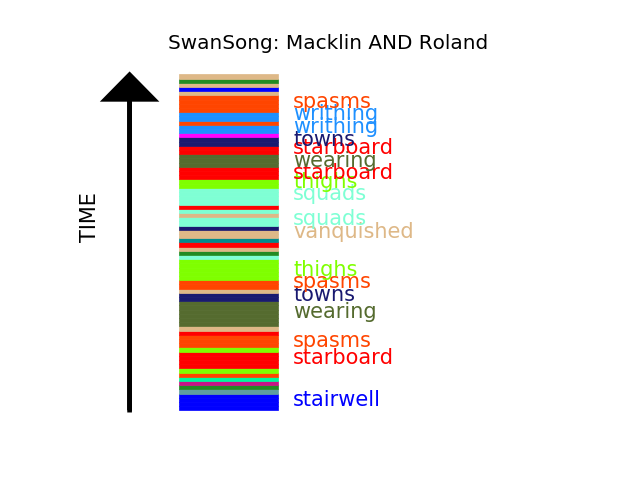 SwanSong: Macklin AND Roland
spasms
writhing
writhing
towns
starboard
wearing
starboard
thighs
squads
squads
vanquished
thighs
spasms
towns
wearing
spasms
starboard
stairwell
TIME